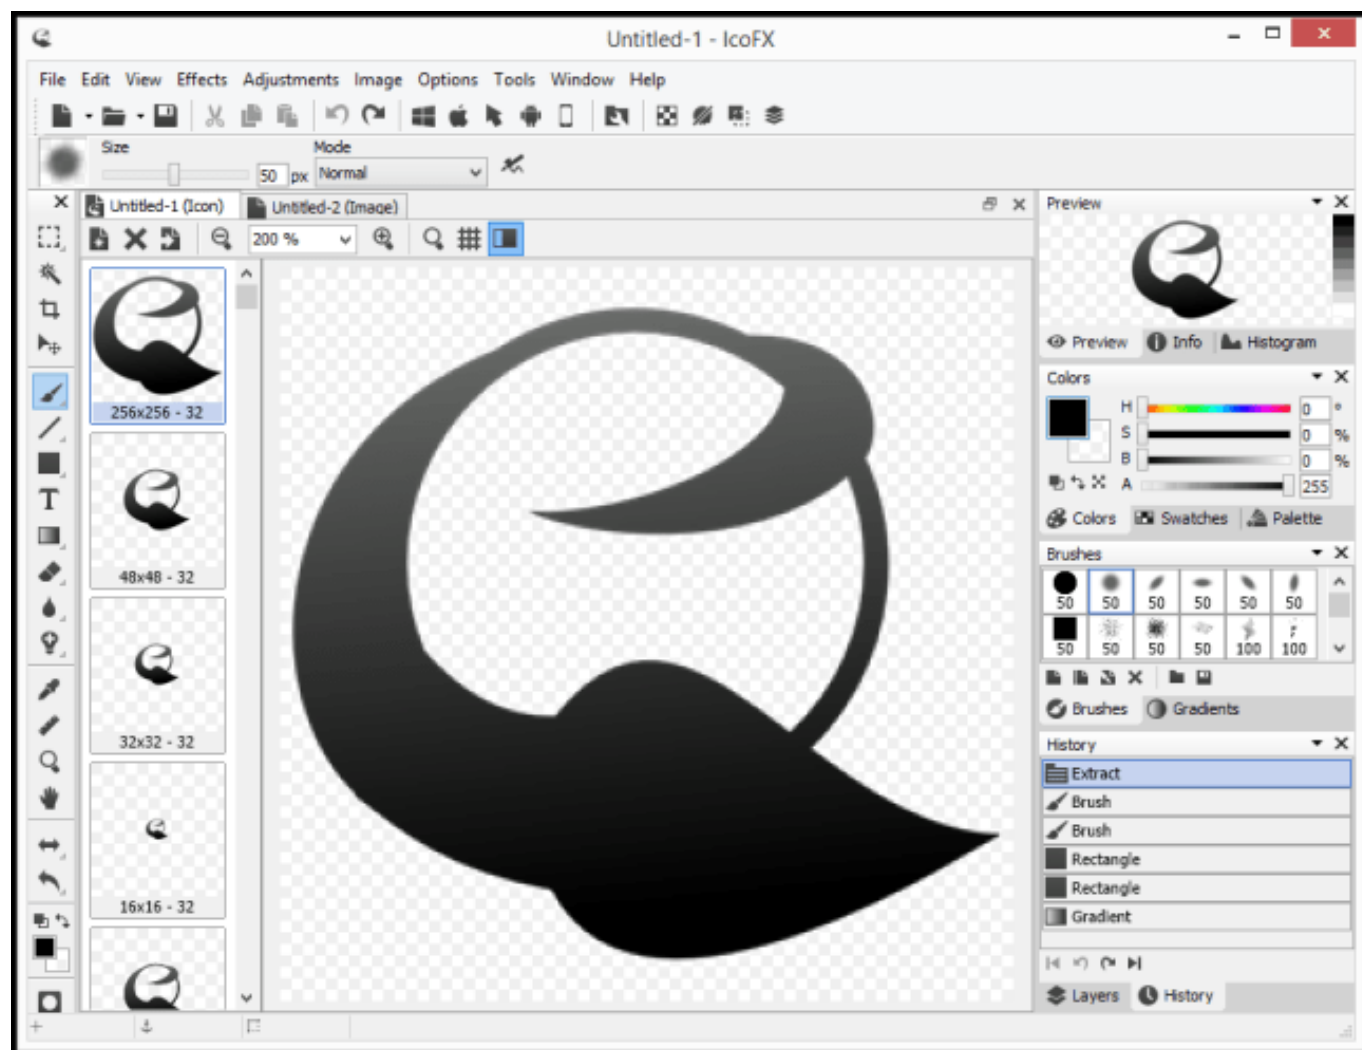 Untitled-1 - IcoFX
File Edit View Effects Adjustments Image Options Tools Window Help
Size
50 px
Mode
Normal
Untitled-1 (Icon)
Untitled-2 (Image)
200 %
256x256 - 32
48x48 - 32
32x32 - 32
16x16 - 32
Preview
Preview Info Histogram
Colors
H 0 °
S 0 %
B 0 %
A 255
Colors Swatches Palette
Brushes
50 50 50 50 50 50
50 50 50 50 100 100
Brushes Gradients
History
Extract
Brush
Brush
Rectangle
Rectangle
Gradient
Layers History